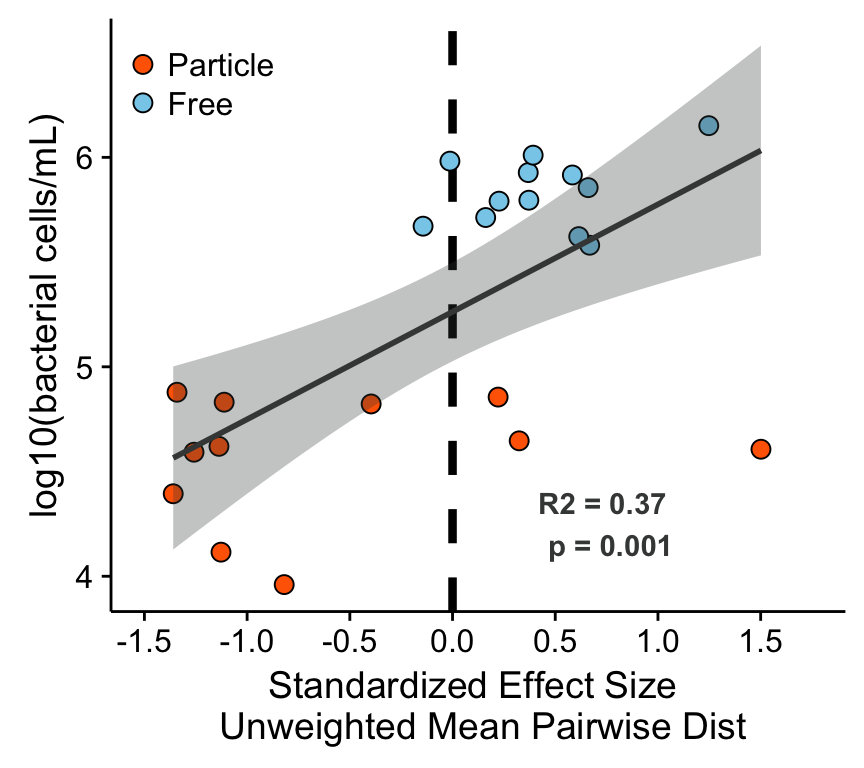 Particle
Free
log10(bacterial cells/mL)
6
5
4
R2 = 0.37
p = 0.001
-1.5 -1.0 -0.5 0.0 0.5 1.0 1.5
Standardized Effect Size
Unweighted Mean Pairwise Dist